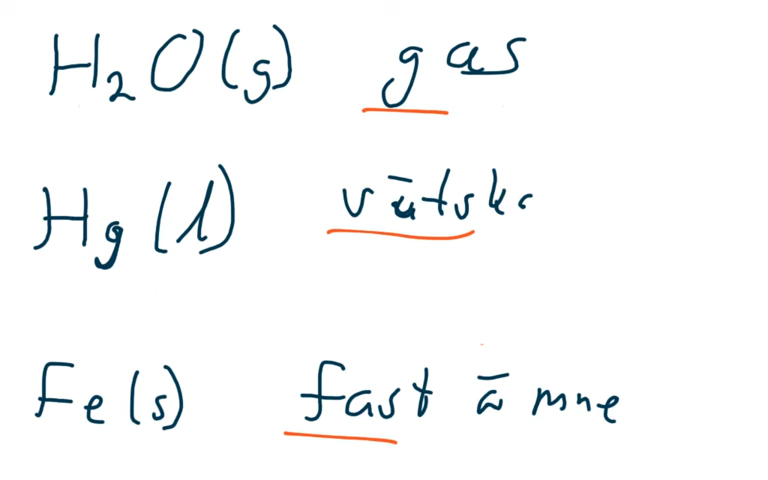 H₂O(g) gas
Hg(l) vätska
Fe(s) fast ämne